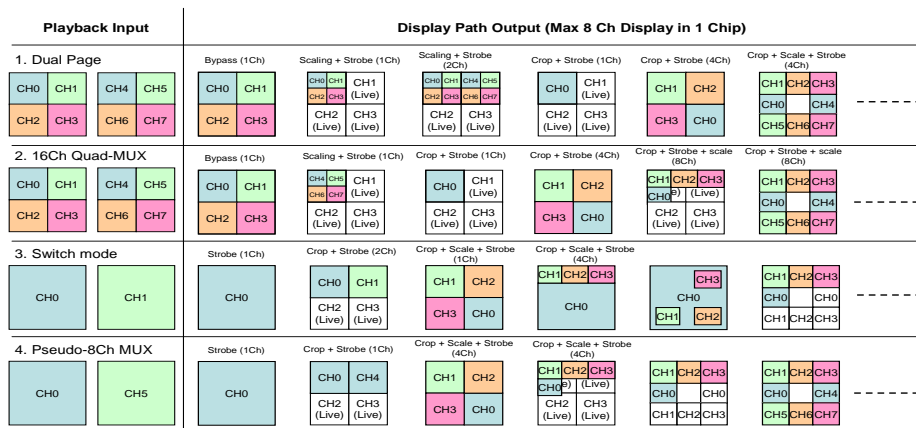 Playback Input
Display Path Output (Max 8 Ch Display in 1 Chip)
1. Dual Page
Bypass (1Ch)
Scaling + Strobe (1Ch)
Scaling + Strobe
(2Ch)
Crop + Strobe (1Ch)
Crop + Strobe (4Ch)
Crop + Scale + Strobe
(4Ch)
CH0 CH1 CH4 CH5 CH0 CH1 CH0 CH1 CH4 CH5 CH1 (Live) CH0 CH1 CH4 CH5 CH0 CH1 (Live) CH1 CH2 CH1 CH2 CH3
CH2 CH3 CH6 CH7 CH2 CH3 CH2 CH3 CH2 CH3 CH6 CH7 CH0 CH4
CH2 (Live) CH3 (Live) CH2 (Live) CH3 (Live) CH2 (Live) CH3 (Live) CH3 CH0 CH5 CH6 CH7
2. 16Ch Quad-MUX
Bypass (1Ch)
Scaling + Strobe (1Ch)
Crop + Strobe (1Ch)
Crop + Strobe (4Ch)
Crop + Strobe + scale
(8Ch)
Crop + Strobe + scale
(8Ch)
CH0 CH1 CH4 CH5 CH0 CH1 CH4 CH5 CH1 (Live) CH0 CH1 (Live) CH1 CH2 CH1 CH2 CH3 CH1 CH2 CH3
CH6 CH7 CH0 e) (Live) CH0 CH4
CH2 CH3 CH6 CH7 CH2 CH3 CH2 (Live) CH3 (Live) CH2 (Live) CH3 (Live) CH3 CH0 CH2 (Live) CH3 (Live) CH5 CH6 CH7
3. Switch mode
Strobe (1Ch)
Crop + Strobe (2Ch)
Crop + Scale + Strobe
(1Ch)
Crop + Scale + Strobe
(4Ch)
CH0 CH1 CH0 CH0 CH1 CH1 CH2 CH1 CH2 CH3 CH3 CH1 CH2 CH3
CH0 CH0 CH0 CH0
CH2 (Live) CH3 (Live) CH3 CH0 CH1 CH2 CH1 CH2 CH3
4. Pseudo-8Ch MUX
Strobe (1Ch)
Crop + Strobe (1Ch)
Crop + Scale + Strobe
(4Ch)
Crop + Scale + Strobe
(4Ch)
CH0 CH5 CH0 CH0 CH4 CH1 CH2 CH1 CH2 CH3 CH1 CH2 CH3 CH1 CH2 CH3
CH0 e) (Live) CH0 CH0 CH0 CH4
CH2 (Live) CH3 (Live) CH3 CH0 CH2 (Live) CH3 (Live) CH1 CH2 CH3 CH5 CH6 CH7